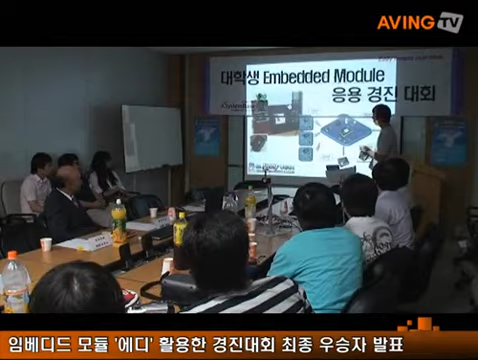 AVING TV
대학생 Embedded Module
응용 경진 대회
임베디드 모듈 '에디' 활용한 경진대회 최종 우승자 발표